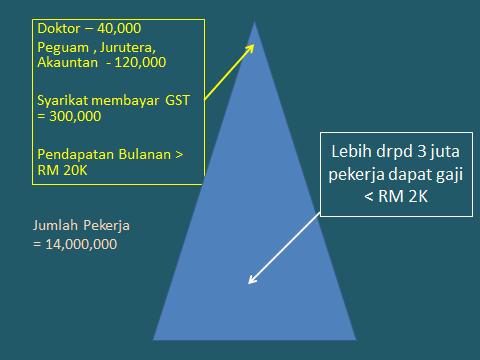 Doktor – 40,000
Peguam , Jurutera,
Akauntan  - 120,000
Syarikat membayar GST
= 300,000
Pendapatan Bulanan >
RM 20K
Lebih drpd 3 juta
pekerja dapat gaji
< RM 2K
Jumlah Pekerja
= 14,000,000